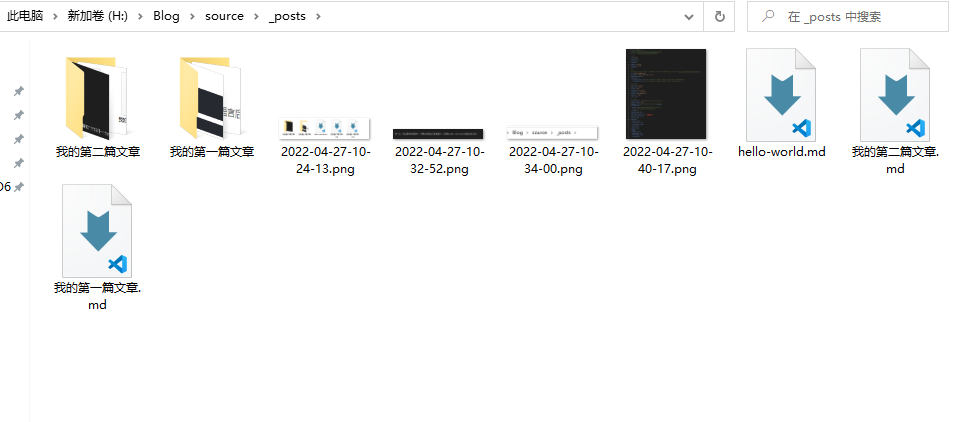 此电脑 > 新加卷 (H:) > Blog > source > _posts >
在 _posts 中搜索
我的第二篇文章
我的第一篇文章
2022-04-27-10-
24-13.png
2022-04-27-10-
32-52.png
2022-04-27-10-
34-00.png
2022-04-27-10-
40-17.png
hello-world.md
我的第二篇文章.
md
我的第一篇文章.
md